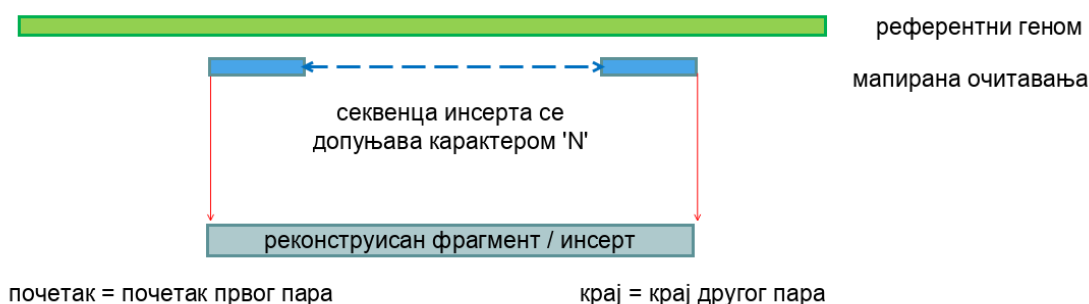 референтни геном
мапирана очитавања
секвенца инсерта се
допуњава карактером 'N'
реконструисан фрагмент / инсерт
почетак = почетак првог пара
крај = крај другог пара